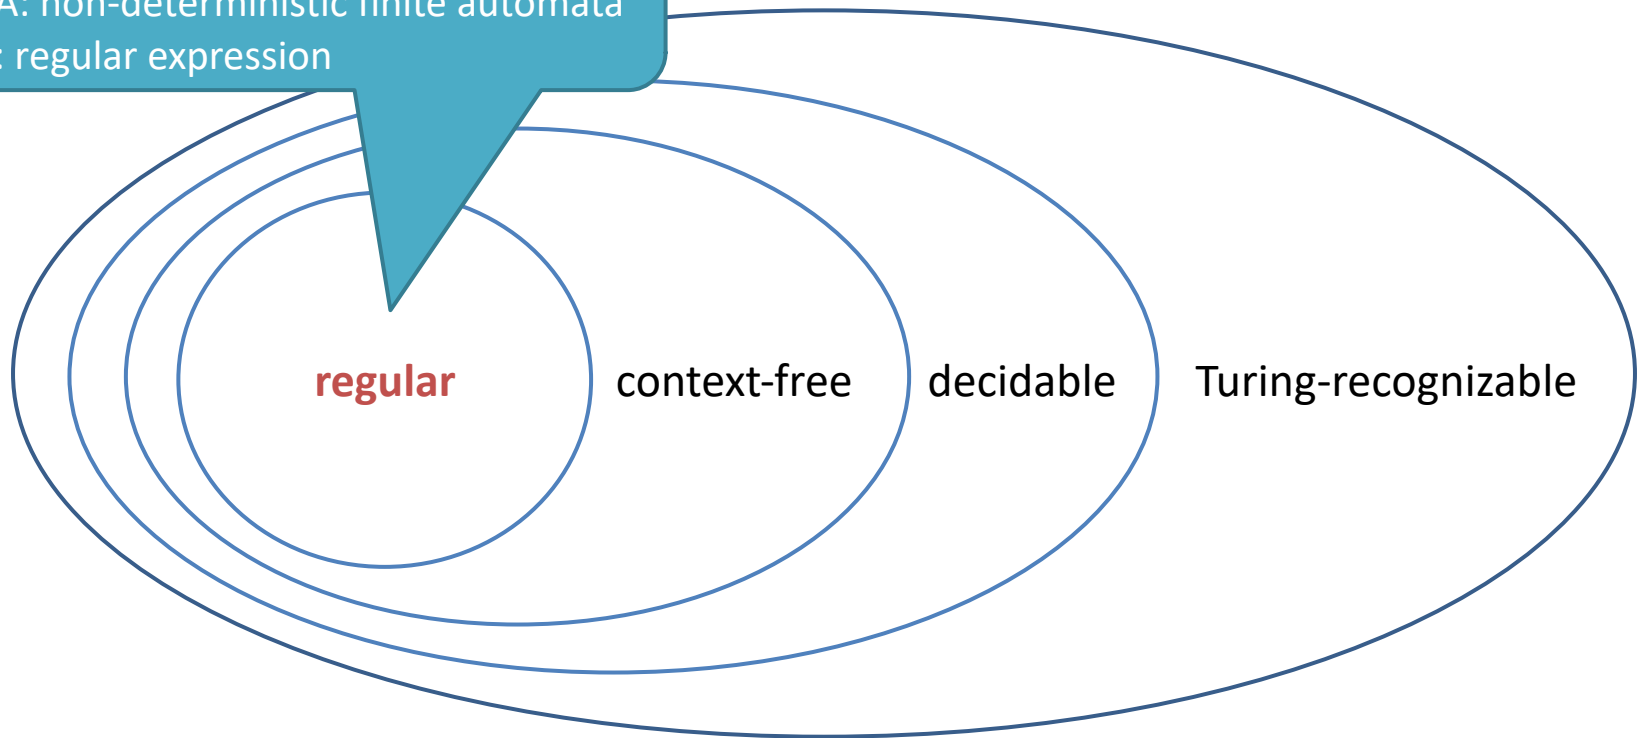 A: non-deterministic finite automata
: regular expression
regular context-free decidable Turing-recognizable